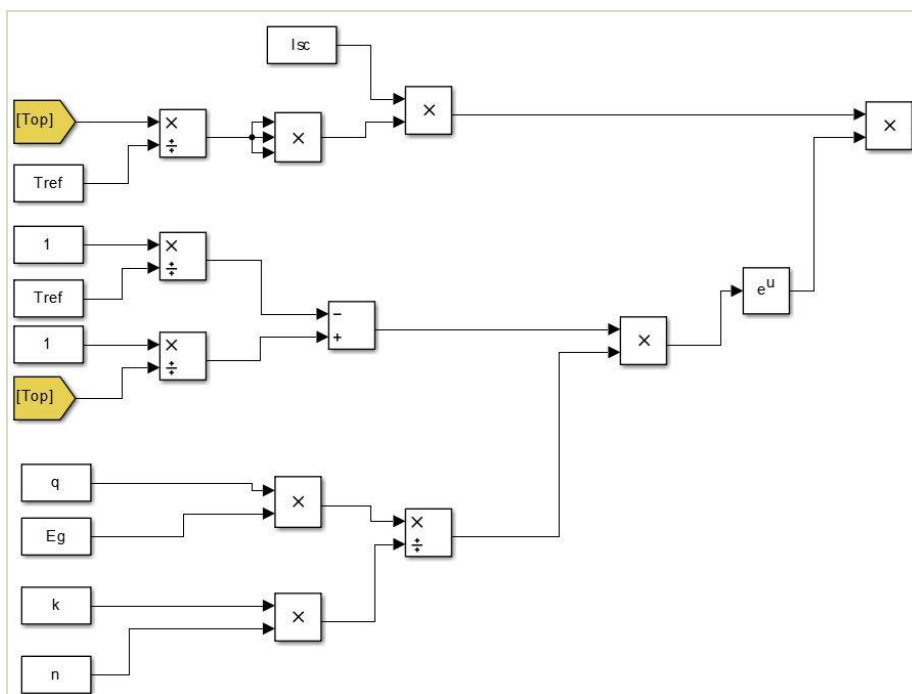 Isc
[Top]
×
÷
×
×
×
Tref
1
×
÷
Tref
−
+
1
×
÷
[Top]
×
e^u
q
×
Eg
×
÷
k
×
n